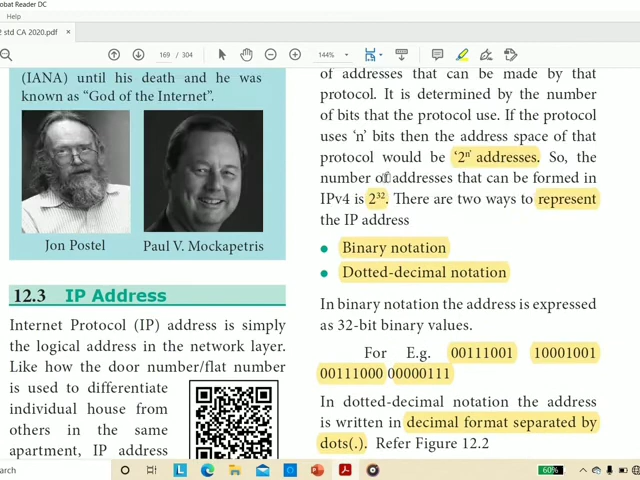 obat Reader DC
Help
2 std CA 2020.pdf ×
169 / 304
144%
(IANA) until his death and he was
known as “God of the Internet”.
Jon Postel
Paul V. Mockapetris
12.3 IP Address
Internet Protocol (IP) address is simply
the logical address in the network layer.
Like how the door number/flat number
is used to differentiate
individual house from
others in the same
apartment, IP address
of addresses that can be made by that
protocol. It is determined by the number
of bits that the protocol use. If the protocol
uses ‘n’ bits then the address space of that
protocol would be ‘2ⁿ’ addresses. So, the
number of addresses that can be formed in
IPv4 is 2³². There are two ways to represent
the IP address
• Binary notation
• Dotted-decimal notation
In binary notation the address is expressed
as 32-bit binary values.
For E.g. 00111001 10001001
00111000 00000111
In dotted-decimal notation the address
is written in decimal format separated by
dots(.). Refer Figure 12.2
earch
60%